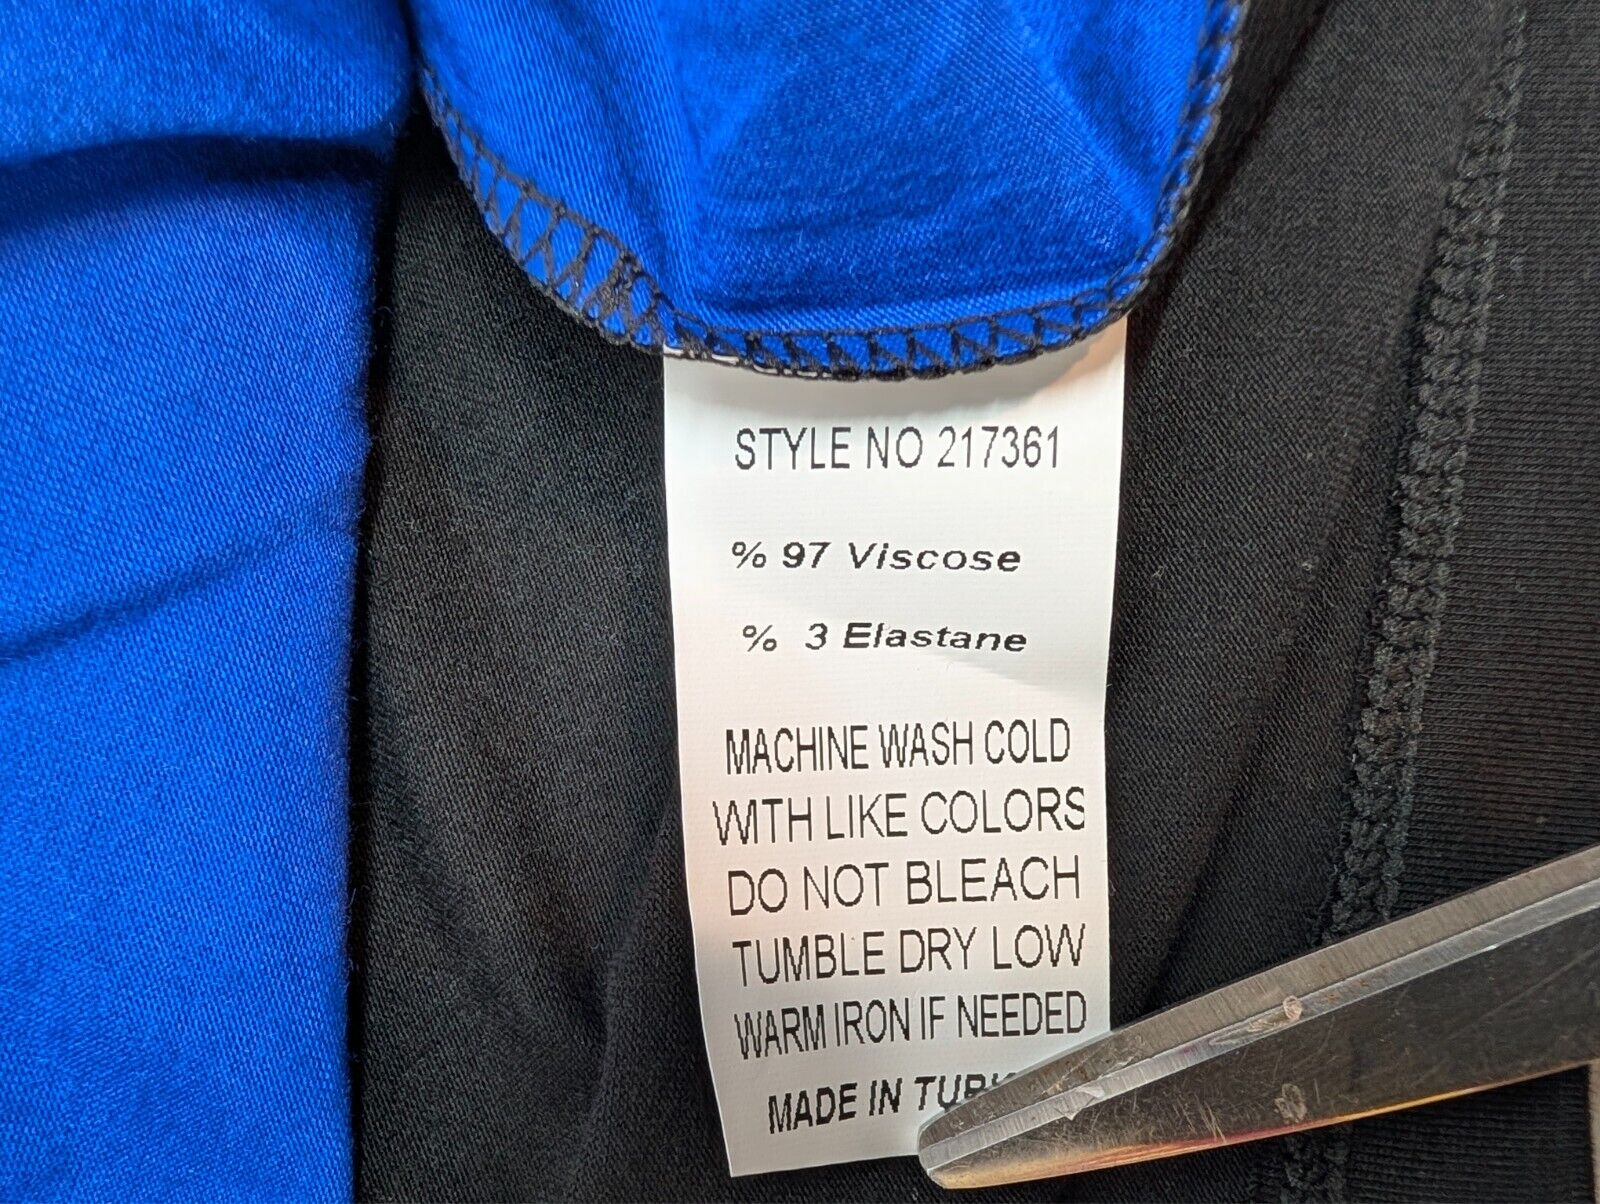 STYLE NO 217361
% 97 Viscose
% 3 Elastane
MACHINE WASH COLD
WITH LIKE COLORS
DO NOT BLEACH
TUMBLE DRY LOW
WARM IRON IF NEEDED
MADE IN